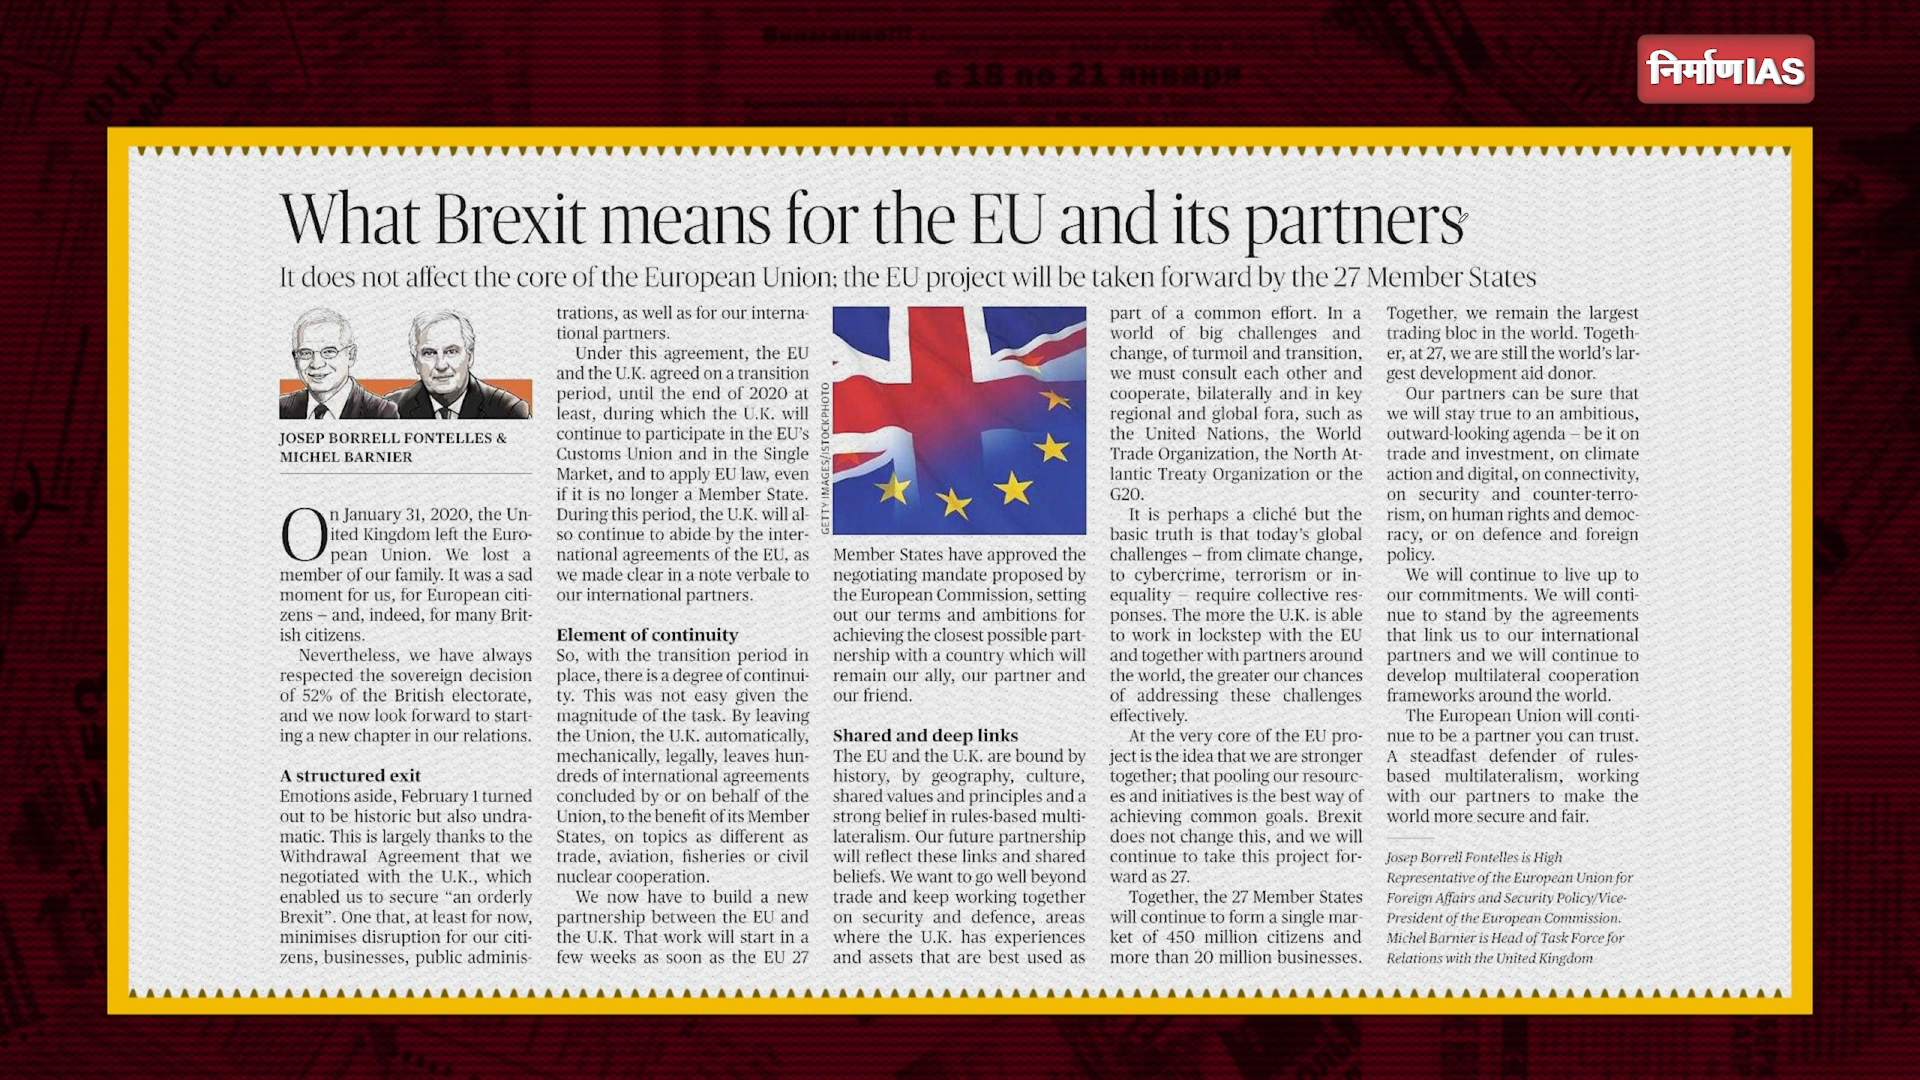 निर्माण IAS
What Brexit means for the EU and its partners
It does not affect the core of the European Union; the EU project will be taken forward by the 27 Member States
JOSEP BORRELL FONTELLES &
MICHEL BARNIER
On January 31, 2020, the Un-
ited Kingdom left the Euro-
pean Union. We lost a
member of our family. It was a sad
moment for us, for European citi-
zens – and, indeed, for many Brit-
ish citizens.
Nevertheless, we have always
respected the sovereign decision
of 52% of the British electorate,
and we now look forward to start-
ing a new chapter in our relations.
A structured exit
Emotions aside, February 1 turned
out to be historic but also undra-
matic. This is largely thanks to the
Withdrawal Agreement that we
negotiated with the U.K., which
enabled us to secure “an orderly
Brexit”. One that, at least for now,
minimises disruption for our citi-
zens, businesses, public adminis-
trations, as well as for our interna-
tional partners.
Under this agreement, the EU
and the U.K. agreed on a transition
period, until the end of 2020 at
least, during which the U.K. will
continue to participate in the EU's
Customs Union and in the Single
Market, and to apply EU law, even
if it is no longer a Member State.
During this period, the U.K. will al-
so continue to abide by the inter-
national agreements of the EU, as
we made clear in a note verbale to
our international partners.
Element of continuity
So, with the transition period in
place, there is a degree of continui-
ty. This was not easy given the
magnitude of the task. By leaving
the Union, the U.K. automatically,
mechanically, legally, leaves hun-
dreds of international agreements
concluded by or on behalf of the
Union, to the benefit of its Member
States, on topics as different as
trade, aviation, fisheries or civil
nuclear cooperation.
We now have to build a new
partnership between the EU and
the U.K. That work will start in a
few weeks as soon as the EU 27
GETTY IMAGES/ISTOCKPHOTO
Member States have approved the
negotiating mandate proposed by
the European Commission, setting
out our terms and ambitions for
achieving the closest possible part-
nership with a country which will
remain our ally, our partner and
our friend.
Shared and deep links
The EU and the U.K. are bound by
history, by geography, culture,
shared values and principles and a
strong belief in rules-based multi-
lateralism. Our future partnership
will reflect these links and shared
beliefs. We want to go well beyond
trade and keep working together
on security and defence, areas
where the U.K. has experiences
and assets that are best used as
part of a common effort. In a
world of big challenges and
change, of turmoil and transition,
we must consult each other and
cooperate, bilaterally and in key
regional and global fora, such as
the United Nations, the World
Trade Organization, the North At-
lantic Treaty Organization or the
G20.
It is perhaps a cliché but the
basic truth is that today's global
challenges – from climate change,
to cybercrime, terrorism or in-
equality – require collective res-
ponses. The more the U.K. is able
to work in lockstep with the EU
and together with partners around
the world, the greater our chances
of addressing these challenges
effectively.
At the very core of the EU pro-
ject is the idea that we are stronger
together; that pooling our resourc-
es and initiatives is the best way of
achieving common goals. Brexit
does not change this, and we will
continue to take this project for-
ward as 27.
Together, the 27 Member States
will continue to form a single mar-
ket of 450 million citizens and
more than 20 million businesses.
Together, we remain the largest
trading bloc in the world. Togeth-
er, at 27, we are still the world's lar-
gest development aid donor.
Our partners can be sure that
we will stay true to an ambitious,
outward-looking agenda – be it on
trade and investment, on climate
action and digital, on connectivity,
on security and counter-terro-
rism, on human rights and democ-
racy, or on defence and foreign
policy.
We will continue to live up to
our commitments. We will conti-
nue to stand by the agreements
that link us to our international
partners and we will continue to
develop multilateral cooperation
frameworks around the world.
The European Union will conti-
nue to be a partner you can trust.
A steadfast defender of rules-
based multilateralism, working
with our partners to make the
world more secure and fair.
Josep Borrell Fontelles is High
Representative of the European Union for
Foreign Affairs and Security Policy/Vice-
President of the European Commission.
Michel Barnier is Head of Task Force for
Relations with the United Kingdom